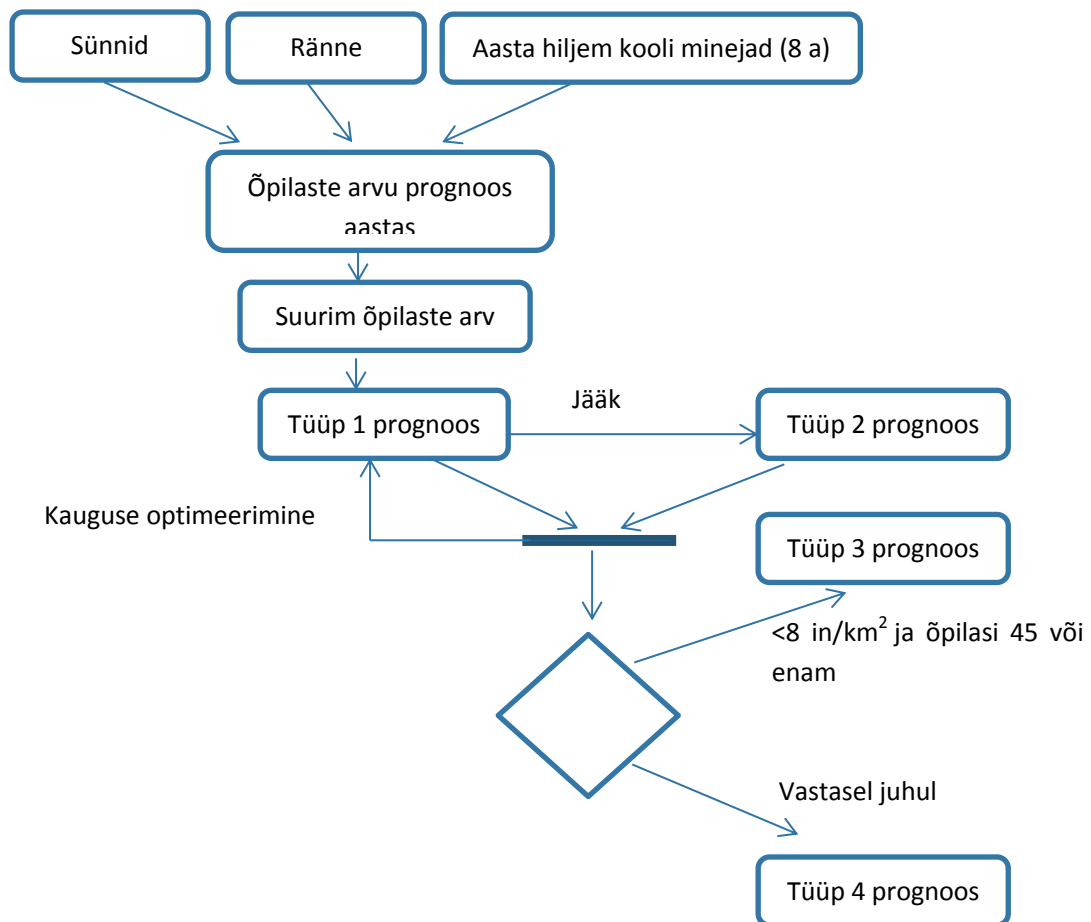 Sünnid
Ränne
Aasta hiljem kooli minejad (8 a)
Õpilaste arvu prognoos
aastas
Suurim õpilaste arv
Tüüp 1 prognoos
Jääk
Tüüp 2 prognoos
Kauguse optimeerimine
Tüüp 3 prognoos
<8 in/km² ja õpilasi 45 või
enam
Vastasel juhul
Tüüp 4 prognoos